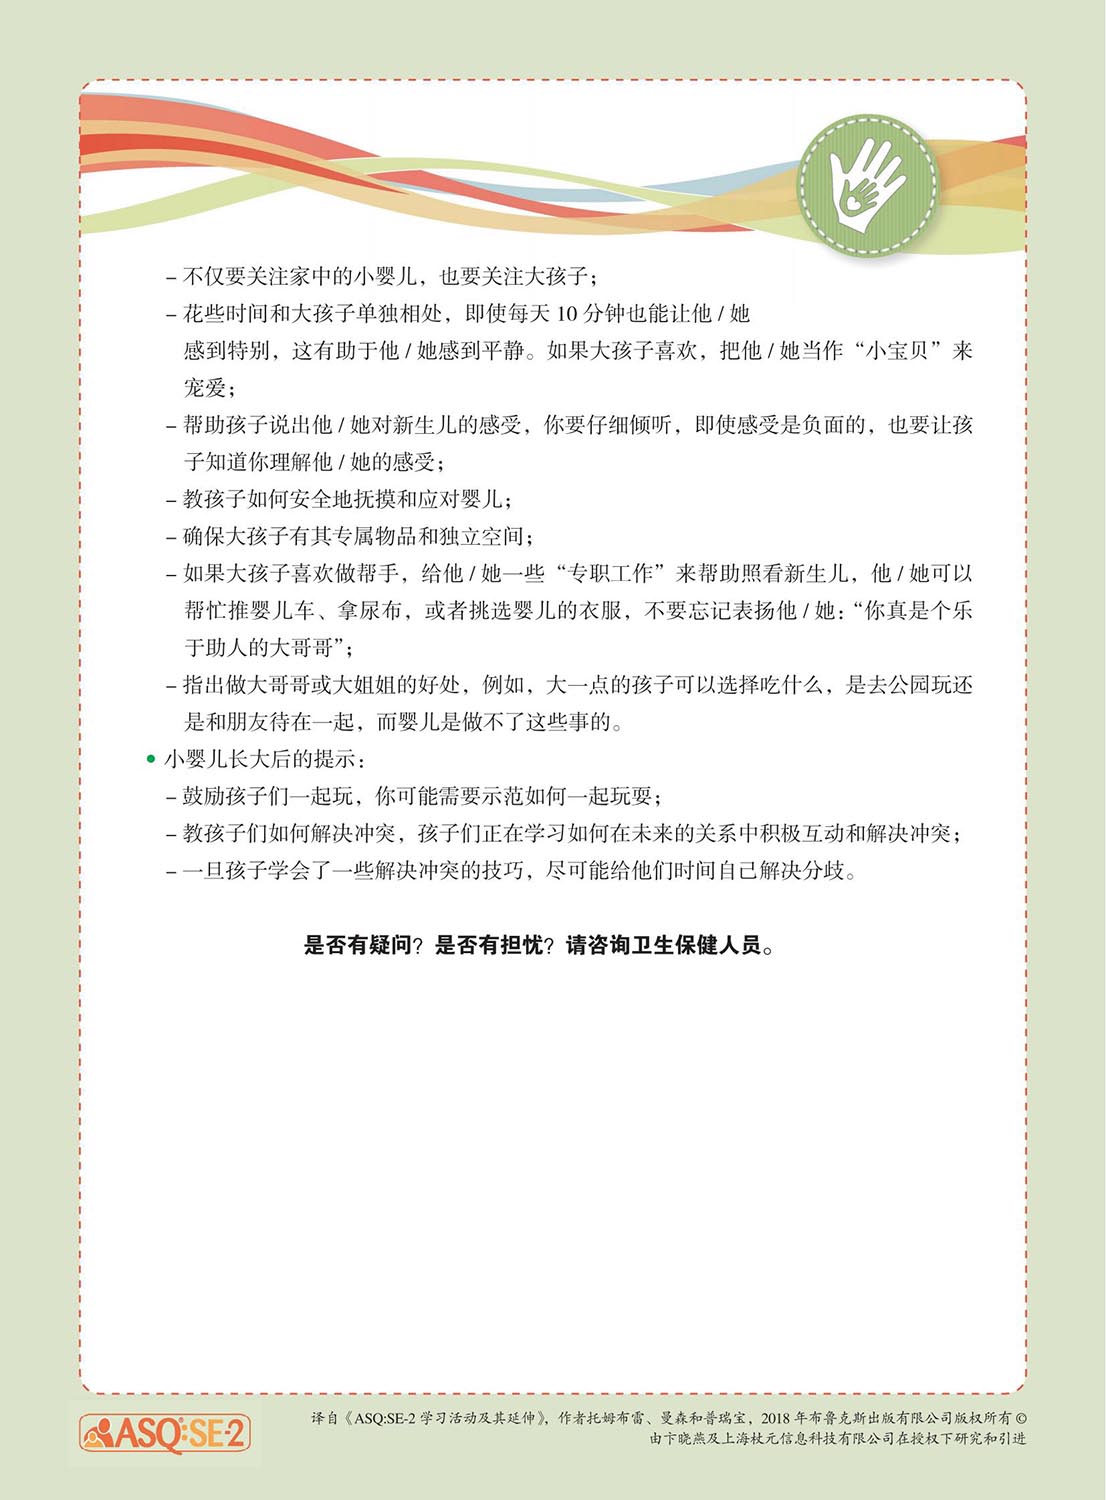 – 不仅要关注家中的小婴儿，也要关注大孩子；
– 花些时间和大孩子单独相处，即使每天 10 分钟也能让他 / 她
感到特别，这有助于他 / 她感到平静。如果大孩子喜欢，把他 / 她当作“小宝贝”来
宠爱；
– 帮助孩子说出他 / 她对新生儿的感受，你要仔细倾听，即使感受是负面的，也要让孩
子知道你理解他 / 她的感受；
– 教孩子如何安全地抚摸和应对婴儿；
– 确保大孩子有其专属物品和独立空间；
– 如果大孩子喜欢做帮手，给他 / 她一些“专职工作”来帮助照看新生儿，他 / 她可以
帮忙推婴儿车、拿尿布，或者挑选婴儿的衣服，不要忘记表扬他 / 她：“你真是个乐
于助人的大哥哥”；
– 指出做大哥哥或大姐姐的好处，例如，大一点的孩子可以选择吃什么，是去公园玩还
是和朋友待在一起，而婴儿是做不了这些事的。
• 小婴儿长大后的提示：
– 鼓励孩子们一起玩，你可能需要示范如何一起玩耍；
– 教孩子们如何解决冲突，孩子们正在学习如何在未来的关系中积极互动和解决冲突；
– 一旦孩子学会了一些解决冲突的技巧，尽可能给他们时间自己解决分歧。
是否有疑问？是否有担忧？请咨询卫生保健人员。
ASQ:SE-2
译自《ASQ:SE-2 学习活动及其延伸》，作者托姆布雷、曼森和普瑞宝，2018 年布鲁克斯出版有限公司版权所有 ©
由卞晓燕及上海杖元信息科技有限公司在授权下研究和引进